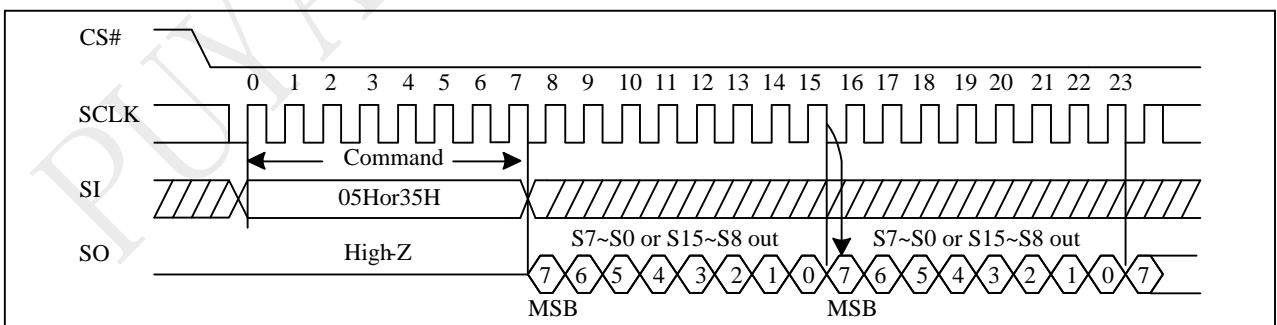 CS#
0 1 2 3 4 5 6 7 8 9 10 11 12 13 14 15 16 17 18 19 20 21 22 23
SCLK
Command
SI
05Hor35H
S7~S0 or S15~S8 out S7~S0 or S15~S8 out
SO
High-Z
7 6 5 4 3 2 1 0 7 6 5 4 3 2 1 0 7
MSB MSB
PUYA